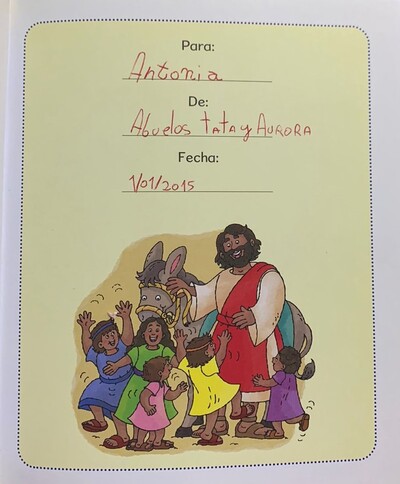 Para:
Antonia
De:
Abuelos tata y AURORA
Fecha:
1/01/2015